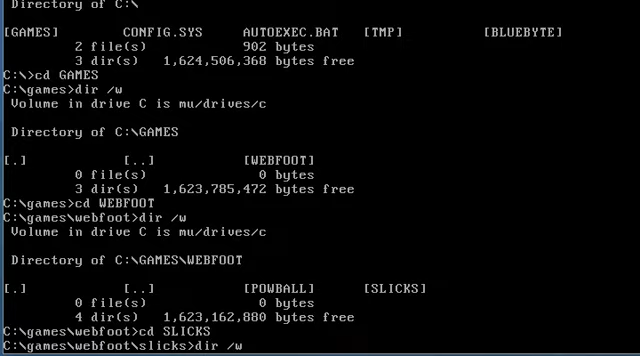 Directory of C:\
[GAMES] CONFIG.SYS AUTOEXEC.BAT [TMP] [BLUEBYTE]
2 file(s) 902 bytes
3 dir(s) 1,624,506,368 bytes free
C:\>cd GAMES
C:\games>dir /w
Volume in drive C is mu/drives/c
Directory of C:\GAMES
[.] [..] [WEBFOOT]
0 file(s) 0 bytes
3 dir(s) 1,623,785,472 bytes free
C:\games>cd WEBFOOT
C:\games\webfoot>dir /w
Volume in drive C is mu/drives/c
Directory of C:\GAMES\WEBFOOT
[.] [..] [POWBALL] [SLICKS]
0 file(s) 0 bytes
4 dir(s) 1,623,162,880 bytes free
C:\games\webfoot>cd SLICKS
C:\games\webfoot\slicks>dir /w